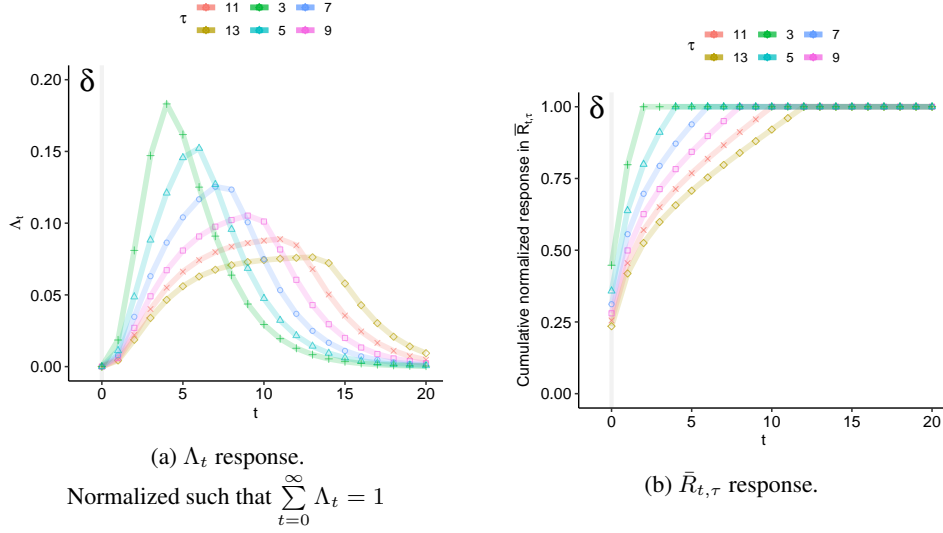 τ
11 3 7
13 5 9
δ
0.20
0.15
0.10
0.05
0.00
Λt
0 5 10 15 20
t
(a) Λt response.
Normalized such that ∞∑t=0 Λt = 1
τ
11 3 7
13 5 9
δ
1.00
0.75
0.50
0.25
0.00
Cumulative normalized response in R̅t,τ
0 5 10 15 20
t
(b) R̄t,τ response.